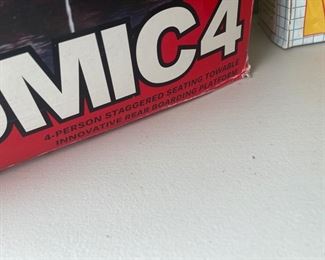 OMIC4
4-PERSON STAGGERED SEATING TOWABLE
INNOVATIVE REAR BOARDING PLATFORM